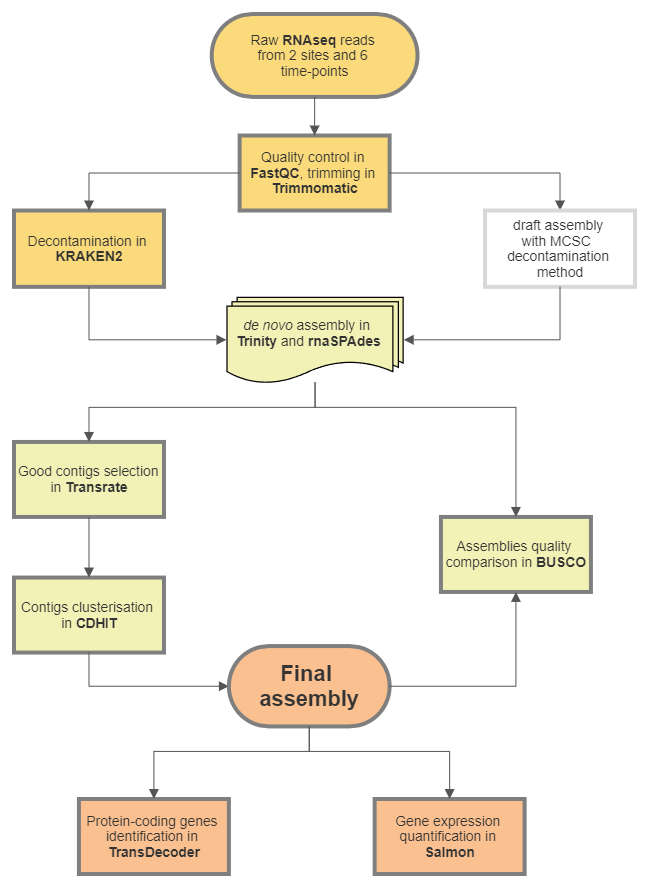 Raw RNAseq reads
from 2 sites and 6
time-points
Quality control in
FastQC, trimming in
Trimmomatic
Decontamination in
KRAKEN2
draft assembly
with MCSC
decontamination
method
de novo assembly in
Trinity and rnaSPAdes
Good contigs selection
in Transrate
Assemblies quality
comparison in BUSCO
Contigs clusterisation
in CDHIT
Final
assembly
Protein-coding genes
identification in
TransDecoder
Gene expression
quantification in
Salmon